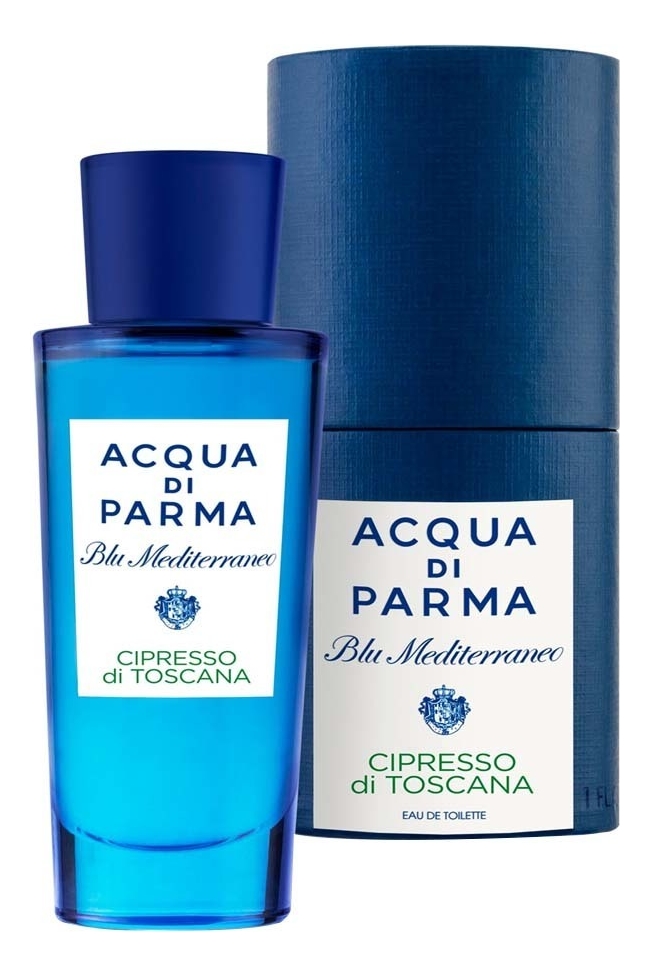 ACQUA
DI
PARMA
Blu Mediterraneo
CIPRESSO
di TOSCANA
ACQUA
DI
PARMA
Blu Mediterraneo
CIPRESSO
di TOSCANA
EAU DE TOILETTE